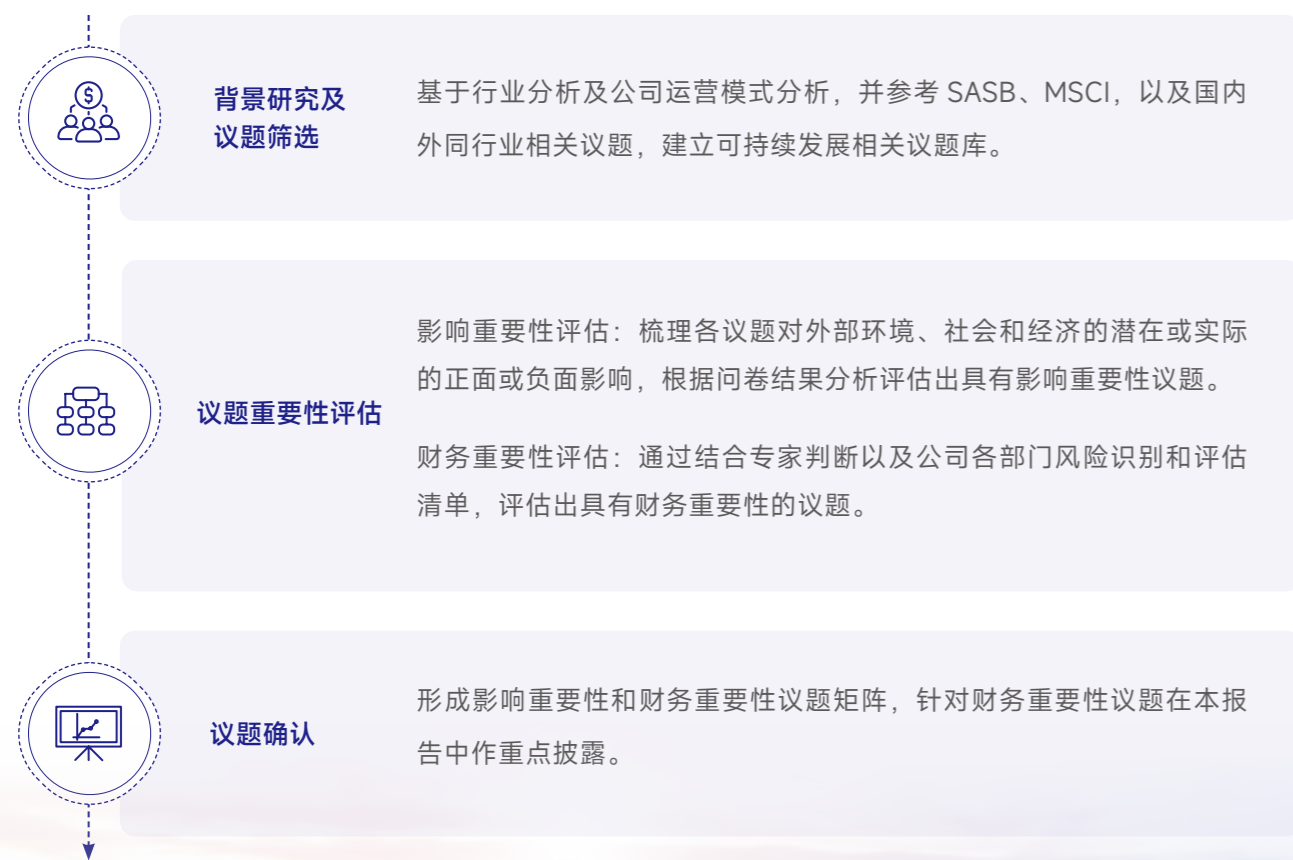 背景研究及
议题筛选
基于行业分析及公司运营模式分析，并参考 SASB、MSCI，以及国内
外同行业相关议题，建立可持续发展相关议题库。
议题重要性评估
影响重要性评估：梳理各议题对外部环境、社会和经济的潜在或实际
的正面或负面影响，根据问卷结果分析评估出具有影响重要性议题。
财务重要性评估：通过结合专家判断以及公司各部门风险识别和评估
清单，评估出具有财务重要性的议题。
议题确认
形成影响重要性和财务重要性议题矩阵，针对财务重要性议题在本报
告中作重点披露。